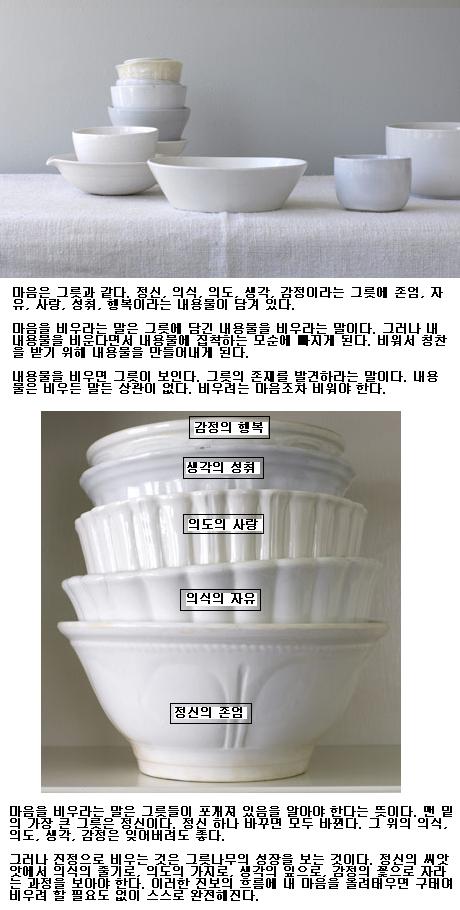 마음은 그릇과 같다. 정신, 의식, 의도, 생각, 감정이라는 그릇에 존엄, 자
유, 사랑, 성취, 행복이라는 내용물이 담겨 있다.
마음을 비우라는 말은 그릇에 담긴 내용물을 비우라는 말이다. 그러나 내
내용물을 비운다면서 내용물에 집착하는 모순에 빠지게 된다. 비워서 칭찬
을 받기 위해 내용물을 만들어내게 된다.
내용물을 비우면 그릇이 보인다. 그릇의 존재를 발견하라는 말이다. 내용
물은 비우든 말든 상관이 없다. 비우려는 마음조차 비워야 한다.
감정의 행복
생각의 성취
의도의 사랑
의식의 자유
정신의 존엄
마음을 비우라는 말은 그릇들이 포개져 있음을 알아야 한다는 뜻이다. 맨 밑
의 가장 큰 그릇은 정신이다. 정신 하나 바꾸면 모두 바뀐다. 그 위의 의식,
의도, 생각, 감정은 잊어버려도 좋다.
그러나 진정으로 비우는 것은 그릇나무의 성장을 보는 것이다. 정신의 씨앗
앗에서 의식의 줄기로, 의도의 가지로, 생각의 잎으로, 감정의 꽃으로 자라
는 과정을 보아야 한다. 이러한 진보의 흐름에 내 마음을 올려태우면 구태여
비우려 할 필요도 없이 스스로 완전해진다.